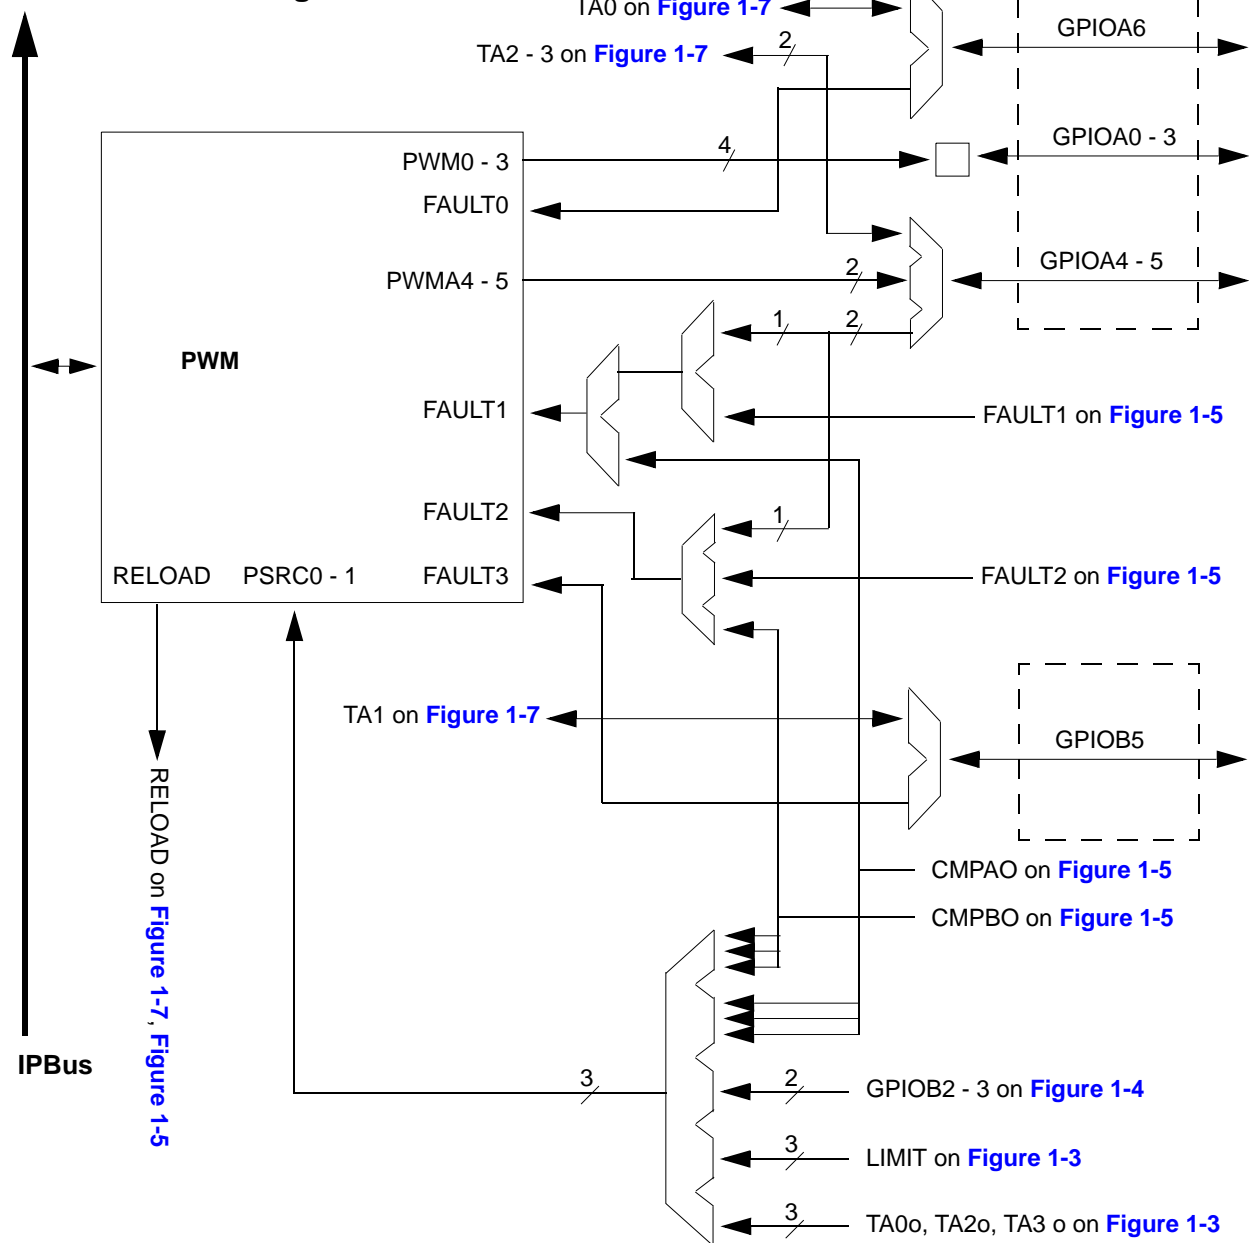 TA0 on Figure 1-7
GPIOA6
2
TA2 - 3 on Figure 1-7
GPIOA0 - 3
4
PWM0 - 3
FAULT0
GPIOA4 - 5
2
PWMA4 - 5
1
2
PWM
FAULT1
FAULT1 on Figure 1-5
FAULT2
1
RELOAD
PSRC0 - 1
FAULT3
FAULT2 on Figure 1-5
TA1 on Figure 1-7
GPIOB5
RELOAD on Figure 1-7, Figure 1-5
CMPAO on Figure 1-5
CMPBO on Figure 1-5
IPBus
3
2
GPIOB2 - 3 on Figure 1-4
3
LIMIT on Figure 1-3
3
TA0o, TA2o, TA3 o on Figure 1-3